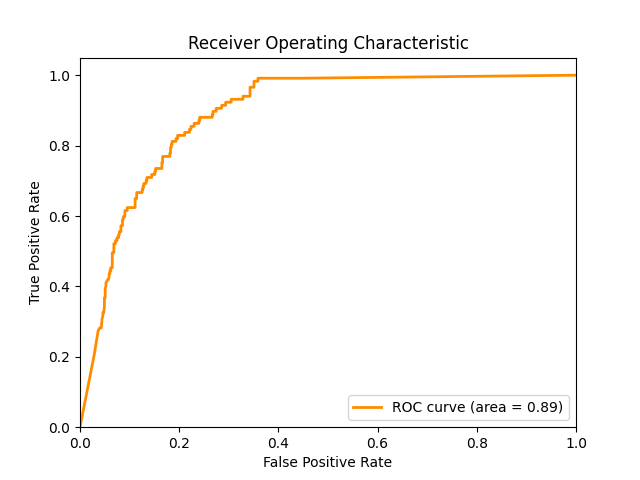 Receiver Operating Characteristic
1.0
0.8
0.6
0.4
0.2
0.0
True Positive Rate
0.0 0.2 0.4 0.6 0.8 1.0
False Positive Rate
ROC curve (area = 0.89)